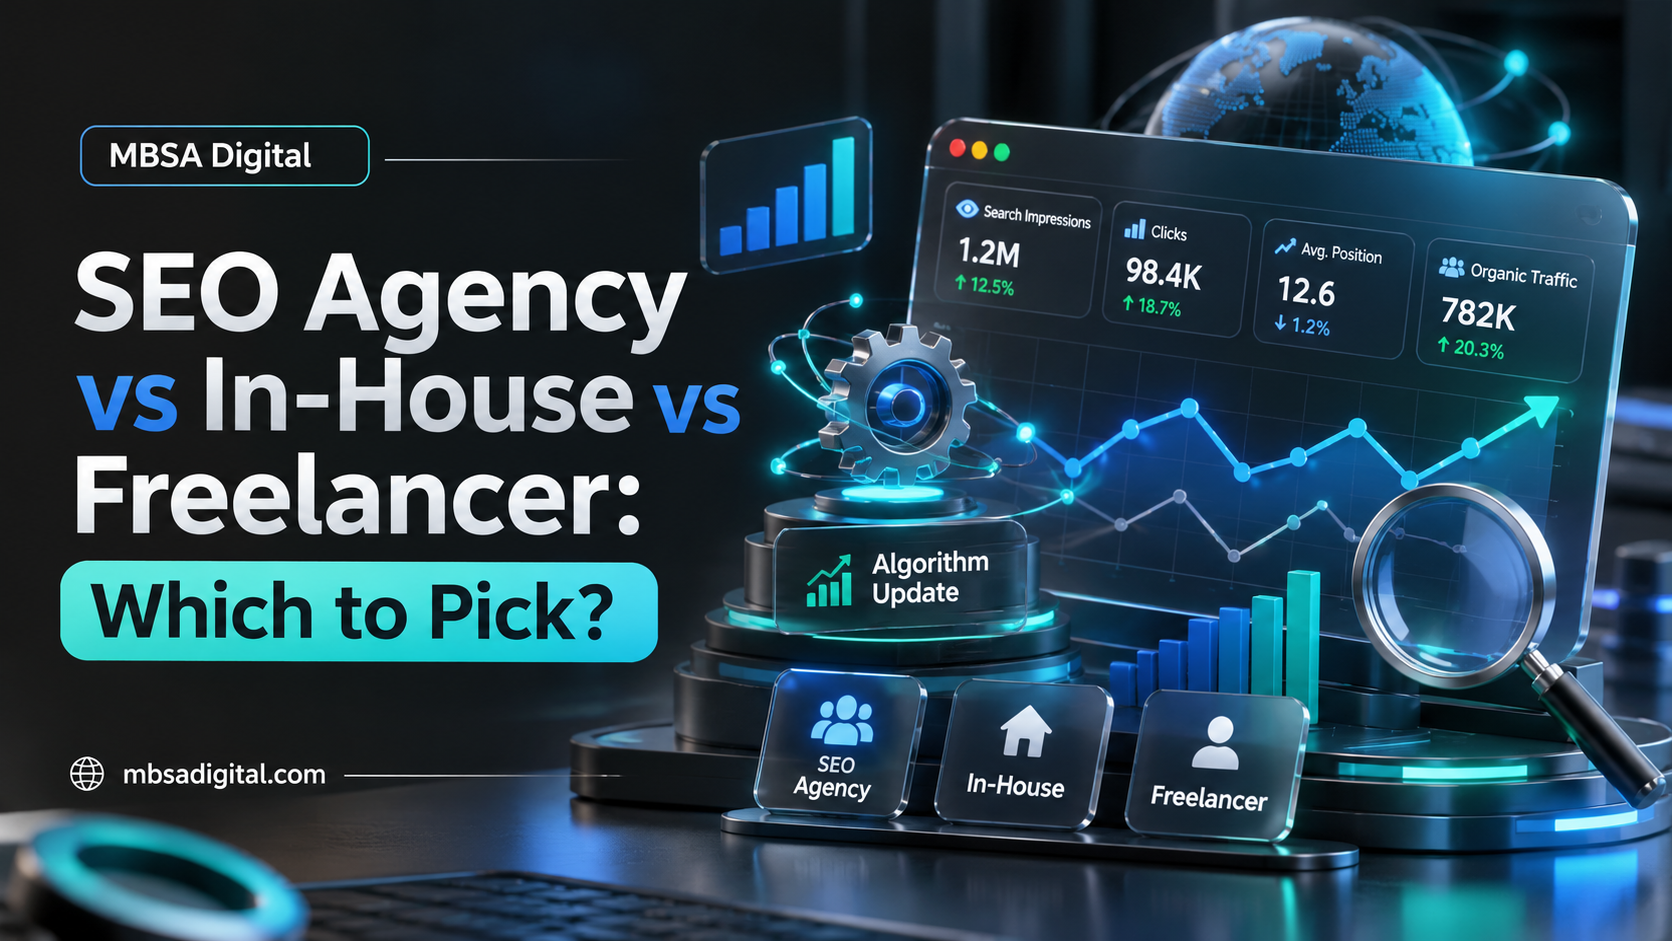 MBSA Digital
SEO Agency
vs In-House vs
Freelancer:
Which to Pick?
mbsadigital.com
Search Impressions
1.2M
↑ 12.5%
Clicks
98.4K
↑ 18.7%
Avg. Position
12.6
↓ 1.2%
Organic Traffic
782K
↑ 20.3%
Algorithm
Update
SEO
Agency
In-House
Freelancer